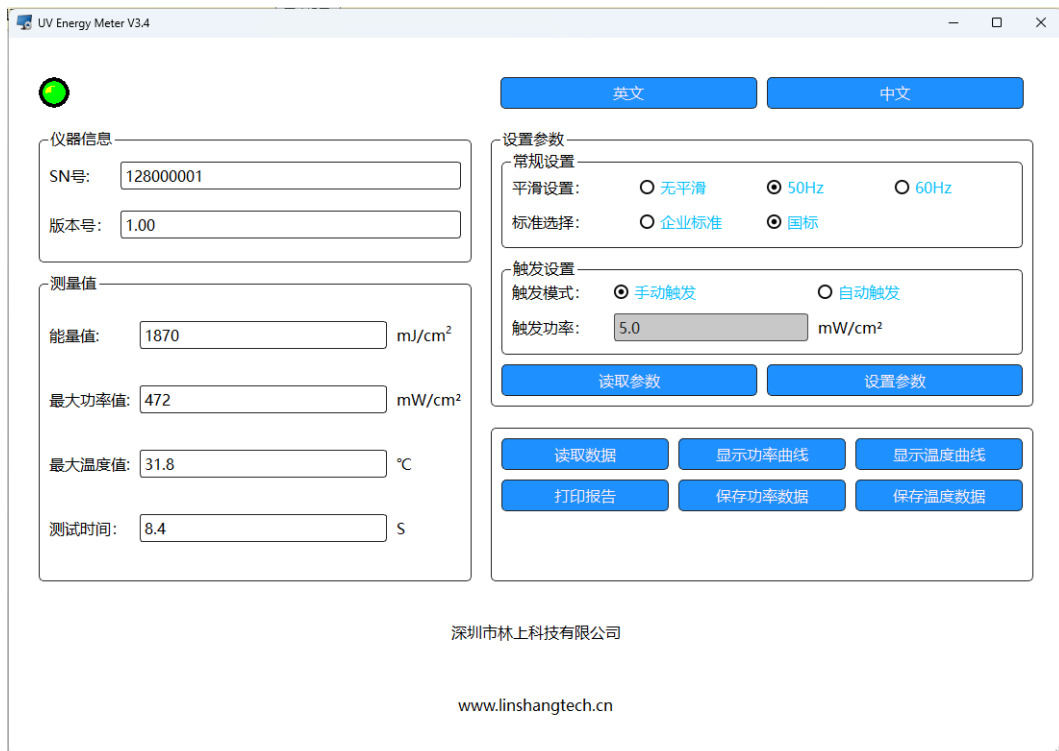 UV Energy Meter V3.4
英文 中文
仪器信息
SN号: 128000001
版本号: 1.00
测量值
能量值: 1870 mJ/cm²
最大功率值: 472 mW/cm²
最大温度值: 31.8 ℃
测试时间: 8.4 S
设置参数
常规设置
平滑设置: 无平滑 50Hz 60Hz
标准选择: 企业标准 国标
触发设置
触发模式: 手动触发 自动触发
触发功率: 5.0 mW/cm²
读取参数 设置参数
读取数据 显示功率曲线 显示温度曲线
打印报告 保存功率数据 保存温度数据
深圳市林上科技有限公司
www.linshangtech.cn